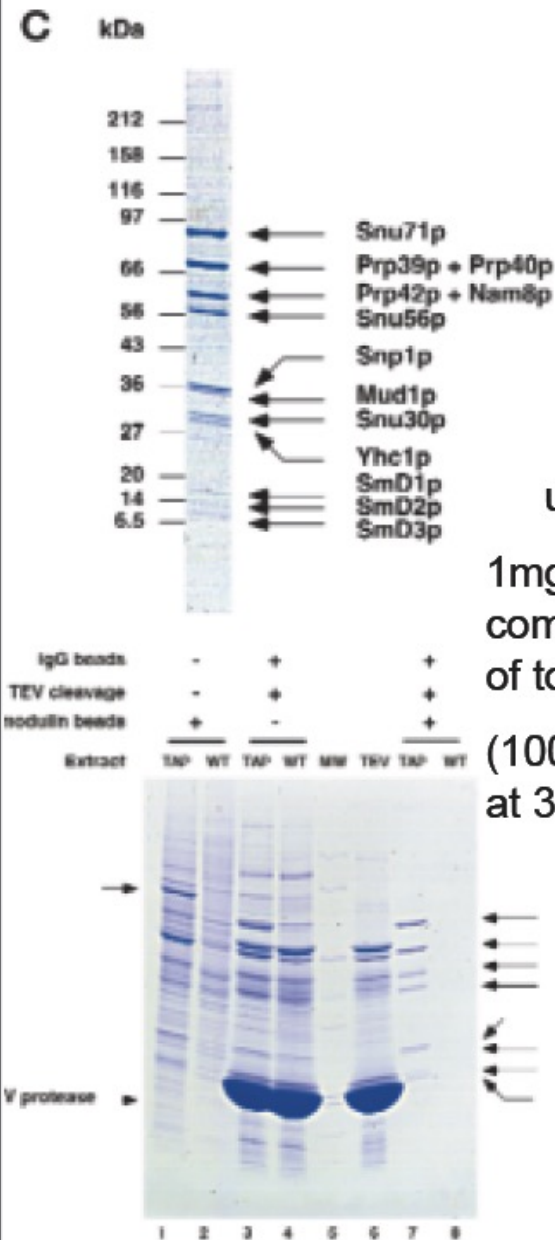 C
kDa
212
158
116
97
66
56
43
36
27
20
14
6.5
Snu71p
Prp39p + Prp40p
Prp42p + Nam8p
Snu56p
Snp1p
Mud1p
Snu30p
Yhc1p
SmD1p
SmD2p
SmD3p
u
1mg
com
of to
(100
at 3
IgG beads - + +
TEV cleavage - + +
modulin beads + - +
Extract TAP WT TAP WT MW TEV TAP WT
V protease
1 2 3 4 5 6 7 8